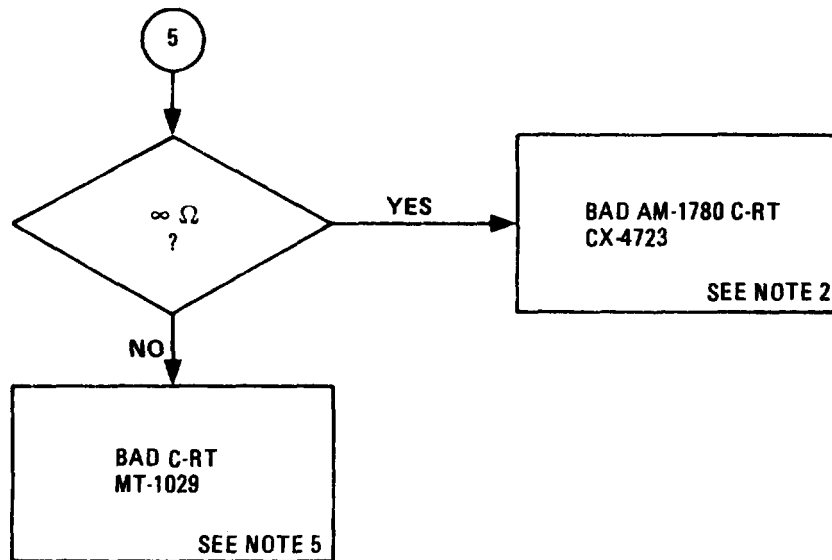 5
∞ Ω
?
YES
BAD AM-1780 C-RT
CX-4723
SEE NOTE 2
NO
BAD C-RT
MT-1029
SEE NOTE 5